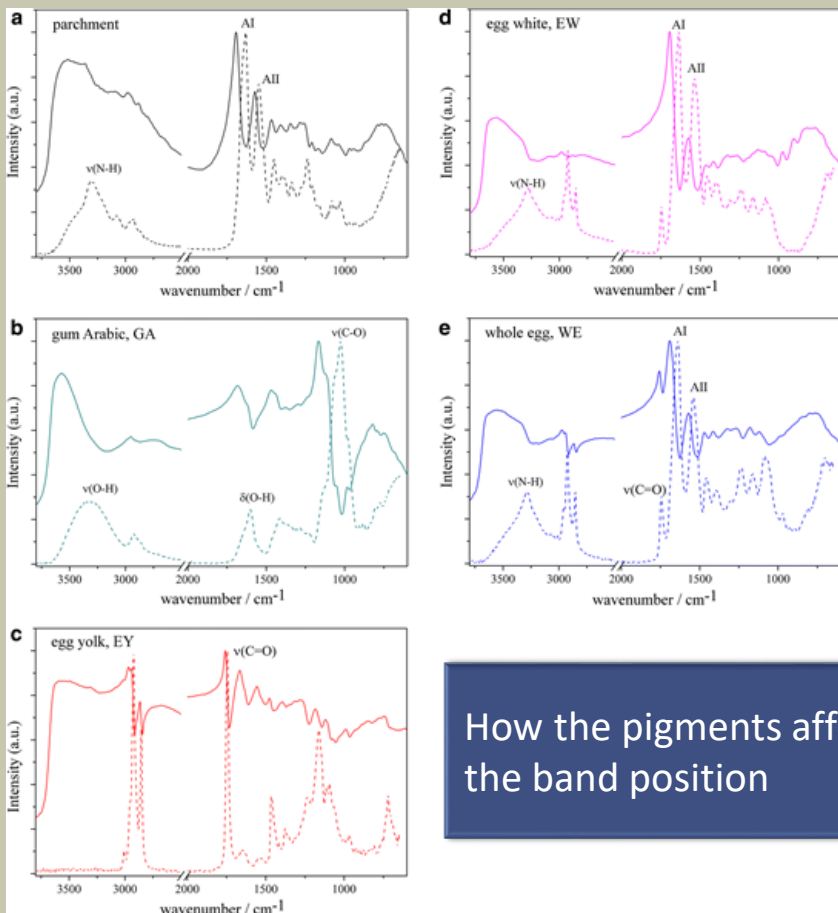 a parchment
AI
AII
ν(N-H)
Intensity (a.u.)
3500 3000 2000 1500 1000
wavenumber / cm-1
b gum Arabic, GA
ν(C-O)
ν(O-H)
δ(O-H)
Intensity (a.u.)
3500 3000 2000 1500 1000
wavenumber / cm-1
c egg yolk, EY
ν(C=O)
Intensity (a.u.)
3500 3000 2000 1500 1000
wavenumber / cm-1
d egg white, EW
AI
AII
ν(N-H)
Intensity (a.u.)
3500 3000 2000 1500 1000
wavenumber / cm-1
e whole egg, WE
AI
AII
ν(N-H)
ν(C=O)
Intensity (a.u.)
3500 3000 2000 1500 1000
wavenumber / cm-1
How the pigments aff
the band position